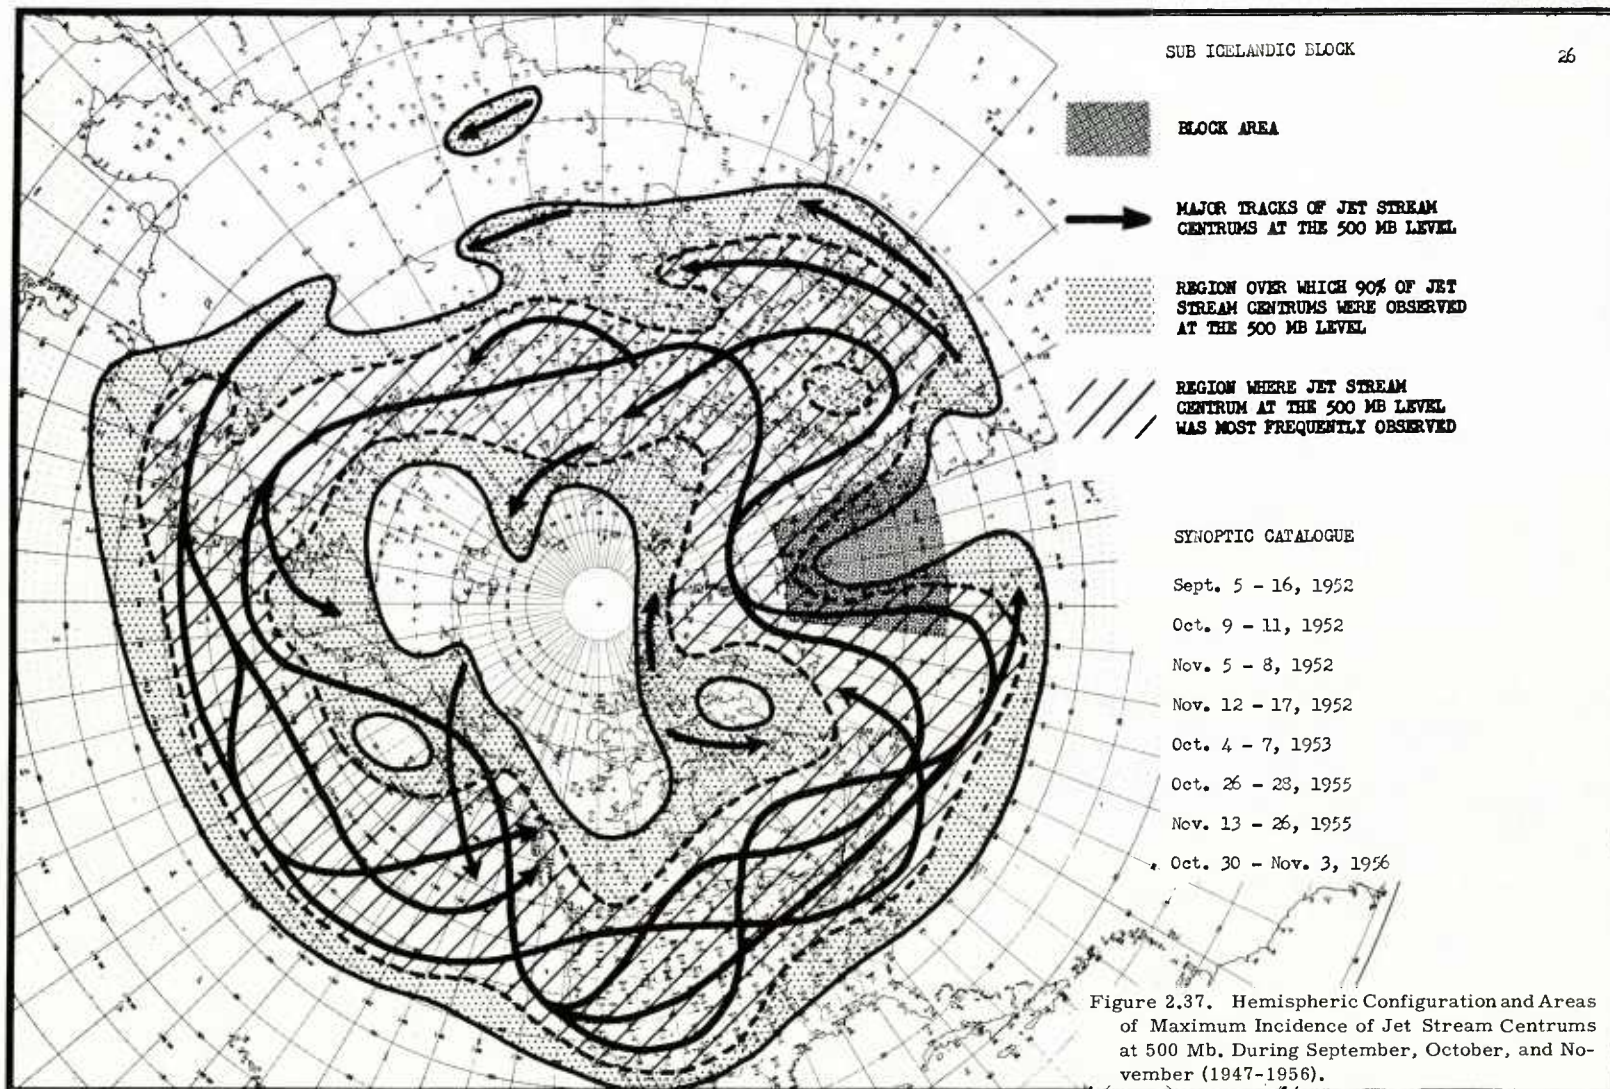 SUB ICELANDIC BLOCK
26
BLOCK AREA
MAJOR TRACKS OF JET STREAM
CENTRUMS AT THE 500 MB LEVEL
REGION OVER WHICH 90% OF JET
STREAM CENTRUMS WERE OBSERVED
AT THE 500 MB LEVEL
REGION WHERE JET STREAM
CENTRUM AT THE 500 MB LEVEL
WAS MOST FREQUENTLY OBSERVED
SYNOPTIC CATALOGUE
Sept. 5 - 16, 1952
Oct. 9 - 11, 1952
Nov. 5 - 8, 1952
Nov. 12 - 17, 1952
Oct. 4 - 7, 1953
Oct. 26 - 28, 1955
Nov. 13 - 26, 1955
Oct. 30 - Nov. 3, 1956
Figure 2.37. Hemispheric Configuration and Areas
of Maximum Incidence of Jet Stream Centrums
at 500 Mb. During September, October, and No-
vember (1947-1956).